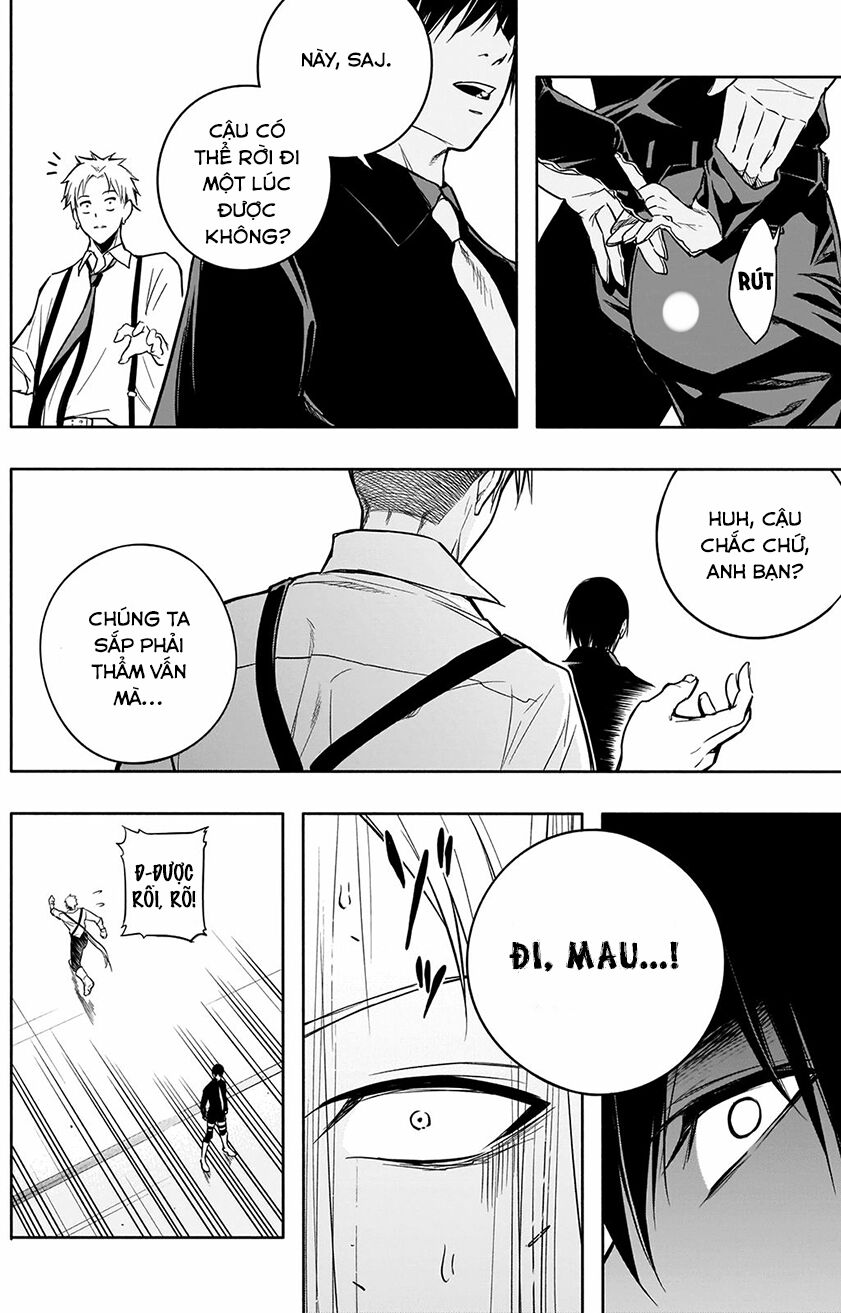 RÚT
NÀY, SAJ.
CẬU CÓ
THỂ RỜI ĐI
MỘT LÚC
ĐƯỢC
KHÔNG?
HUH, CẬU
CHẮC CHỨ,
ANH BẠN?
CHÚNG TA
SẮP PHẢI
THẨM VẤN
MÀ...
ĐI, MAU...!
Đ-ĐƯỢC
RỒI, RÕ!